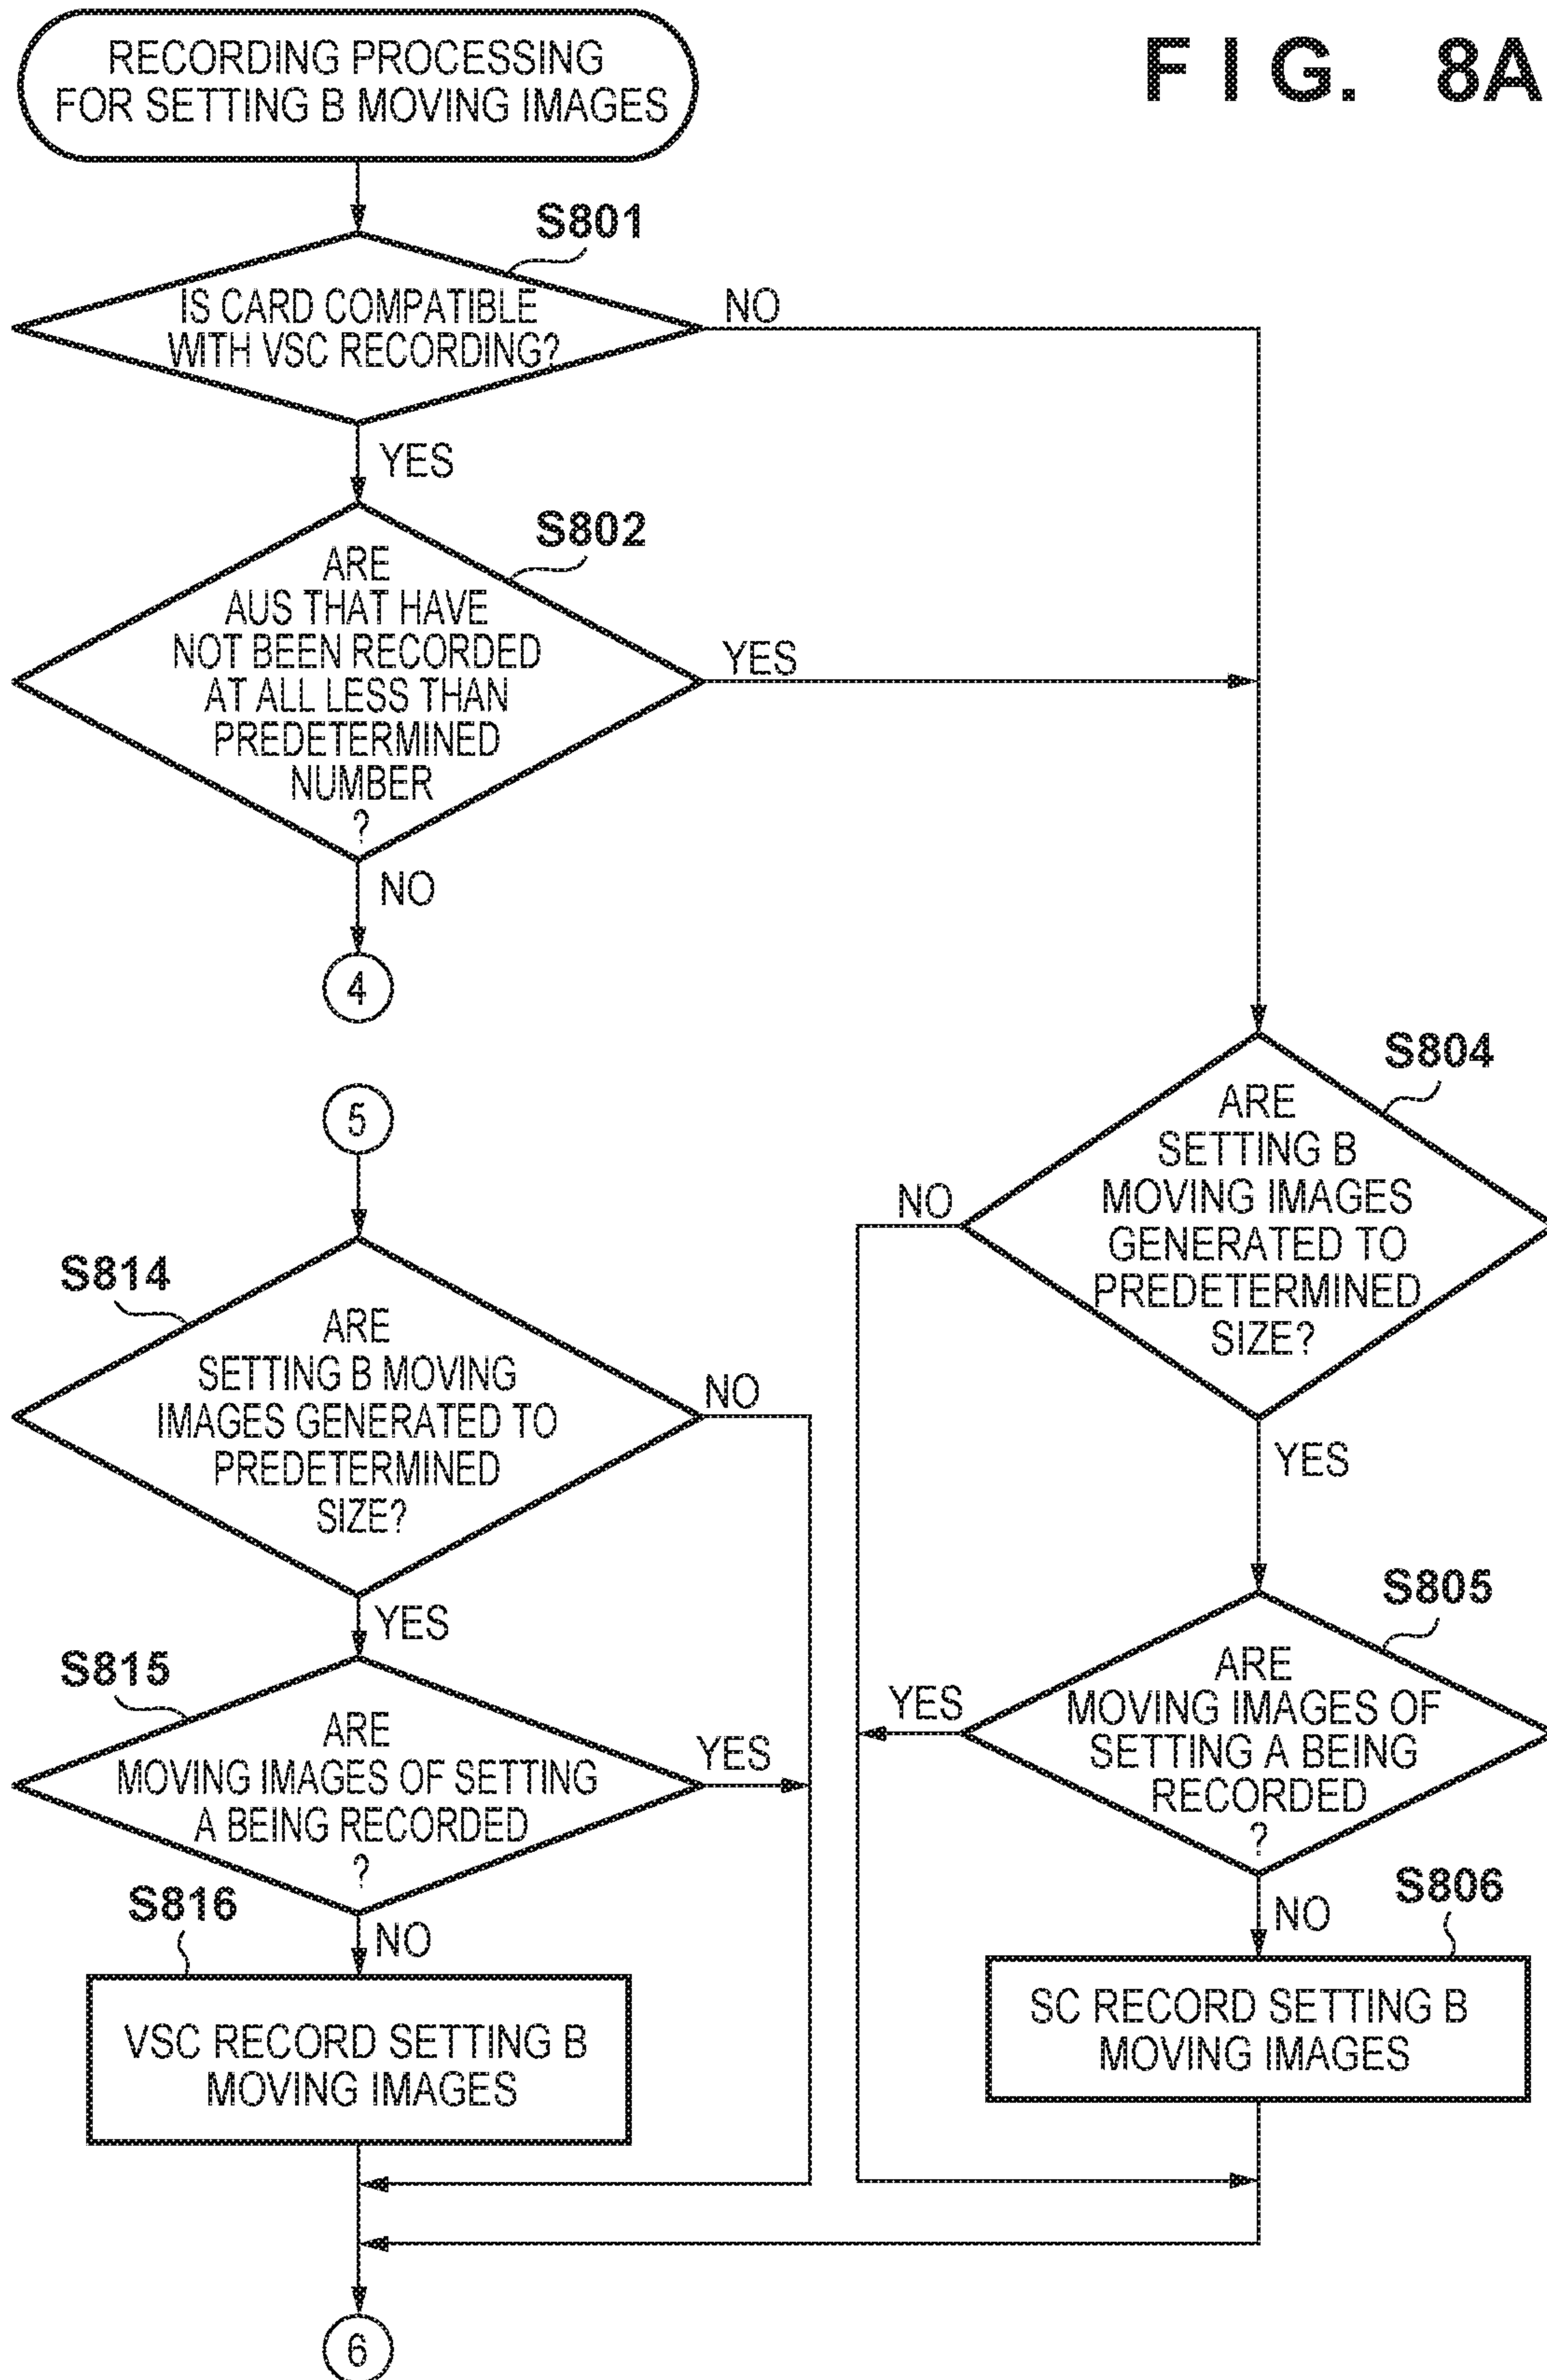 FIG. 8A
RECORDING PROCESSING
FOR SETTING B MOVING IMAGES
S801
IS CARD COMPATIBLE
WITH VSC RECORDING?
NO
YES
S802
ARE
AUS THAT HAVE
NOT BEEN RECORDED
AT ALL LESS THAN
PREDETERMINED
NUMBER
?
YES
NO
4
S804
ARE
SETTING B
MOVING IMAGES
GENERATED TO
PREDETERMINED
SIZE?
NO
YES
S805
ARE
MOVING IMAGES OF
SETTING A BEING
RECORDED
?
YES
NO
S806
SC RECORD SETTING B
MOVING IMAGES
5
S814
ARE
SETTING B MOVING
IMAGES GENERATED TO
PREDETERMINED
SIZE?
NO
YES
S815
ARE
MOVING IMAGES OF SETTING
A BEING RECORDED
?
YES
NO
S816
VSC RECORD SETTING B
MOVING IMAGES
6